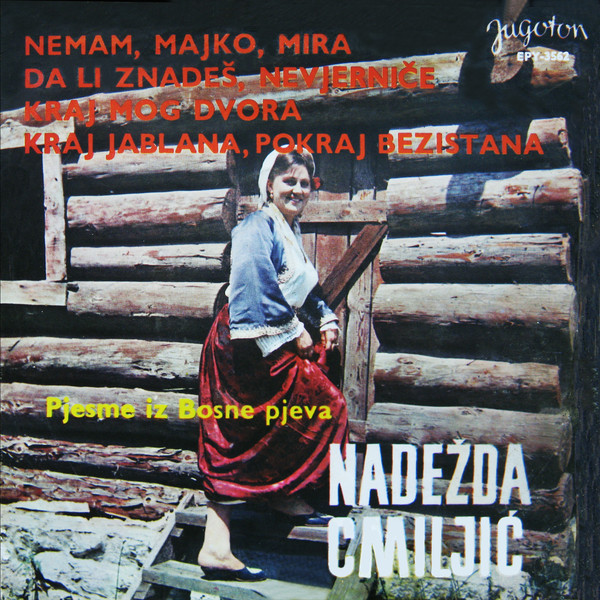 Jugoton
EPY-3562
NEMAM, MAJKO, MIRA
DA LI ZNADEŠ, NEVJERNIČE
KRAJ MOG DVORA
KRAJ JABLANA, POKRAJ BEZISTANA
Pjesme iz Bosne pjeva
NADEŽDA
CMILJIĆ